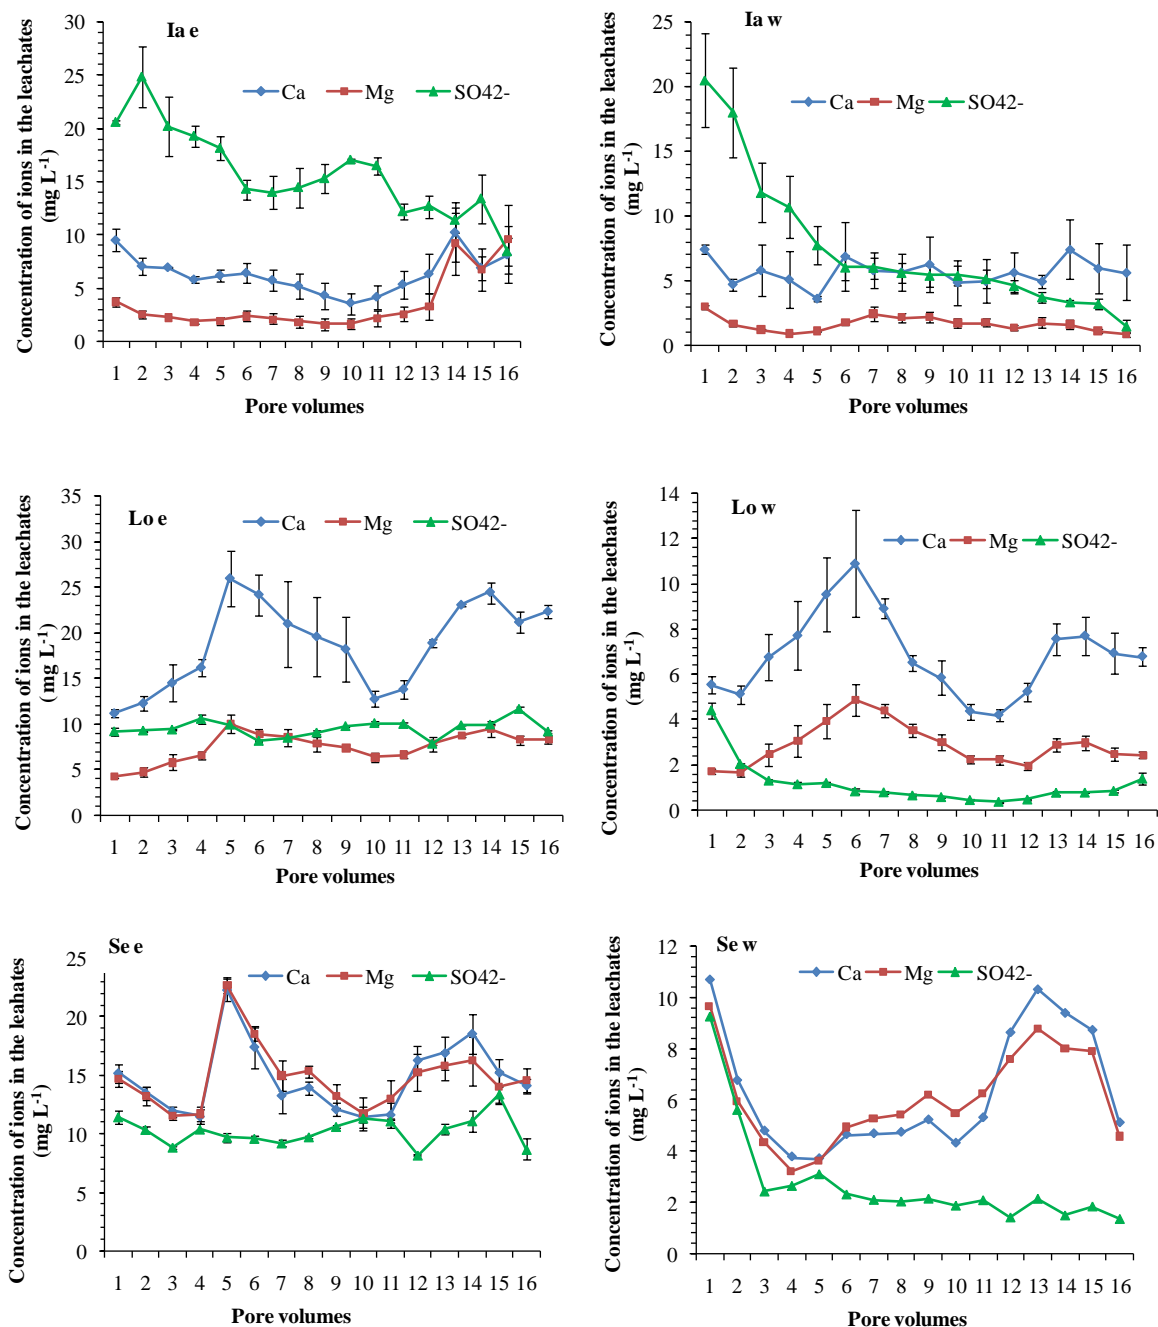 Ia e
Concentration of ions in the leachates
(mg L-1)
30
25
20
15
10
5
0
Ca
Mg
SO42-
1 2 3 4 5 6 7 8 9 10 11 12 13 14 15 16
Pore volumes
Ia w
Concentration of ions in the leachates
(mg L-1)
25
20
15
10
5
0
Ca
Mg
SO42-
1 2 3 4 5 6 7 8 9 10 11 12 13 14 15 16
Pore volumes
Lo e
Concentration of ions in the leachates
(mg L-1)
35
30
25
20
15
10
5
0
Ca
Mg
SO42-
1 2 3 4 5 6 7 8 9 10 11 12 13 14 15 16
Pore volumes
Lo w
Concentration of ions in the leachates
(mg L-1)
14
12
10
8
6
4
2
0
Ca
Mg
SO42-
1 2 3 4 5 6 7 8 9 10 11 12 13 14 15 16
Pore volumes
Se e
Concentration of ions in the leahates
(mg L-1)
25
20
15
10
5
0
Ca
Mg
SO42-
1 2 3 4 5 6 7 8 9 10 11 12 13 14 15 16
Pore volumes
Se w
Concentration of ions in the leachates
(mg L-1)
12
10
8
6
4
2
0
Ca
Mg
SO42-
1 2 3 4 5 6 7 8 9 10 11 12 13 14 15 16
Pore volumes